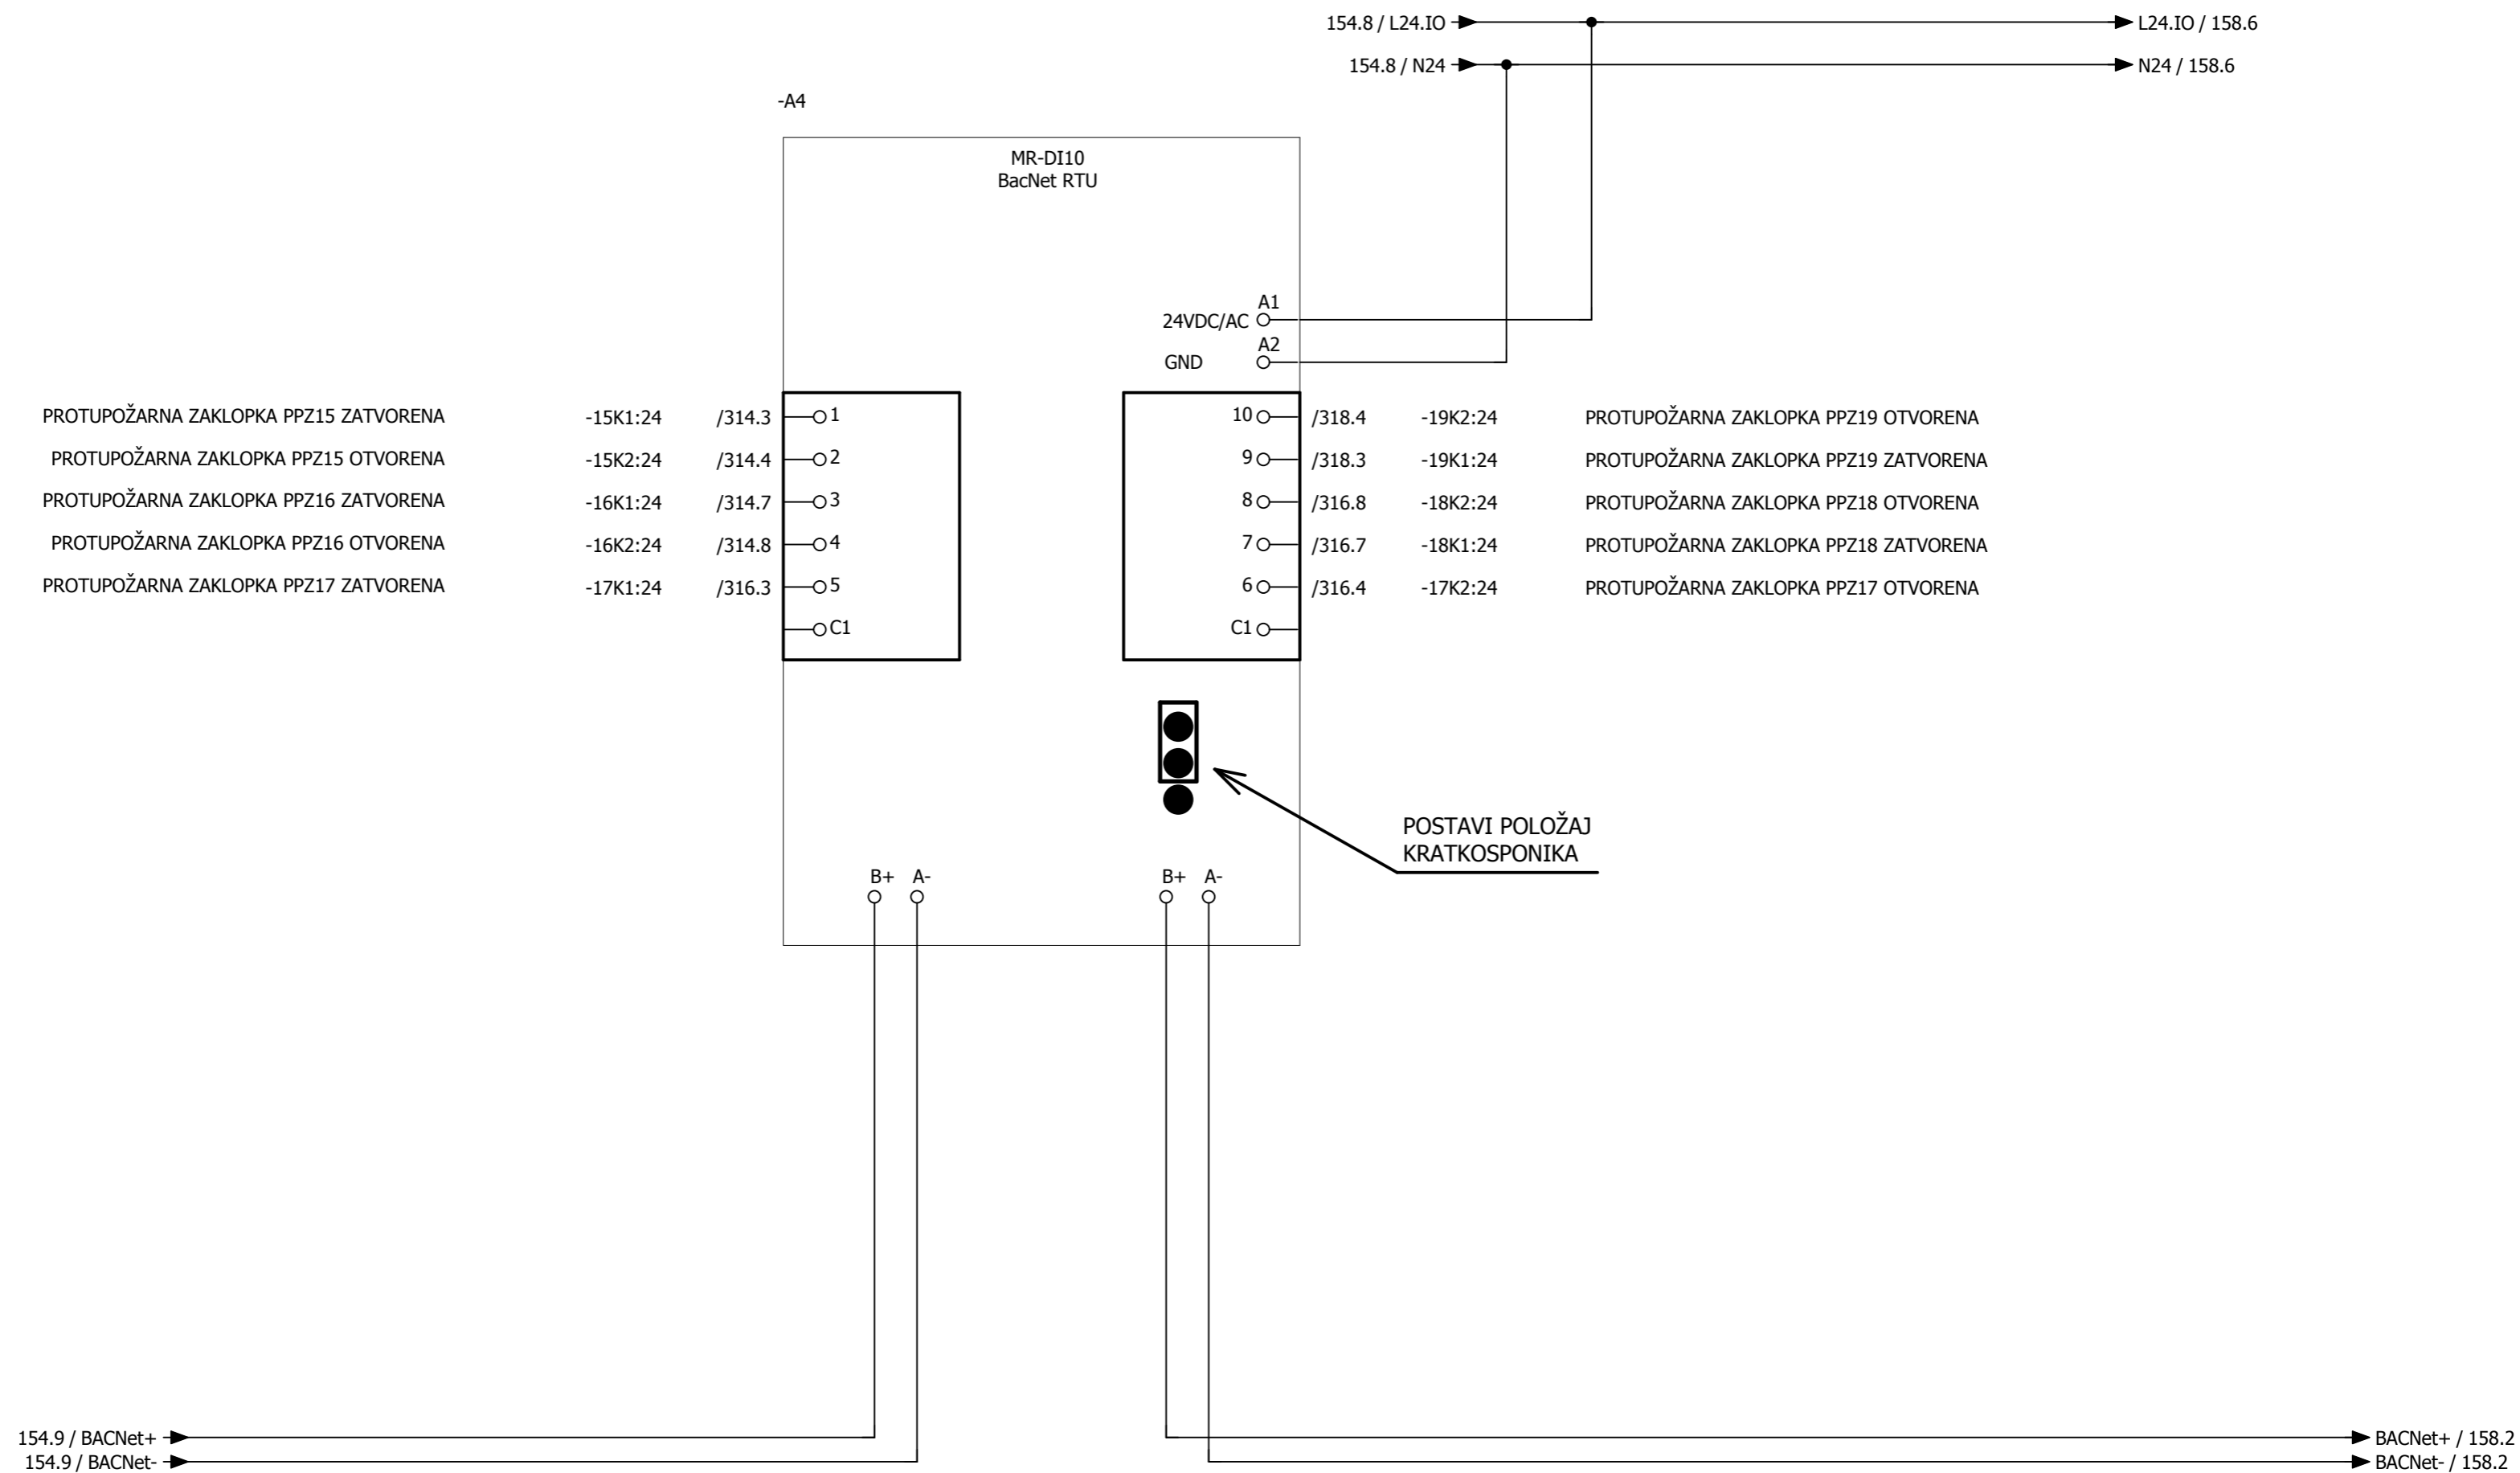 154.8 / L24.IO L24.IO / 158.6
154.8 / N24 N24 / 158.6
-A4
MR-DI10
BacNet RTU
A1
24VDC/AC
A2
GND
PROTUPOŽARNA ZAKLOPKA PPZ15 ZATVORENA -15K1:24 /314.3 1 10 /318.4 -19K2:24 PROTUPOŽARNA ZAKLOPKA PPZ19 OTVORENA
PROTUPOŽARNA ZAKLOPKA PPZ15 OTVORENA -15K2:24 /314.4 2 9 /318.3 -19K1:24 PROTUPOŽARNA ZAKLOPKA PPZ19 ZATVORENA
PROTUPOŽARNA ZAKLOPKA PPZ16 ZATVORENA -16K1:24 /314.7 3 8 /316.8 -18K2:24 PROTUPOŽARNA ZAKLOPKA PPZ18 OTVORENA
PROTUPOŽARNA ZAKLOPKA PPZ16 OTVORENA -16K2:24 /314.8 4 7 /316.7 -18K1:24 PROTUPOŽARNA ZAKLOPKA PPZ18 ZATVORENA
PROTUPOŽARNA ZAKLOPKA PPZ17 ZATVORENA -17K1:24 /316.3 5 6 /316.4 -17K2:24 PROTUPOŽARNA ZAKLOPKA PPZ17 OTVORENA
C1 C1
POSTAVI POLOŽAJ
KRATKOSPONIKA
B+ A- B+ A-
154.9 / BACNet+ BACNet+ / 158.2
154.9 / BACNet- BACNet- / 158.2